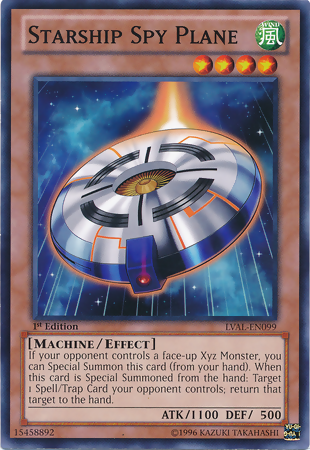 STARSHIP SPY PLANE
WIND
風
1st Edition
LVAL-EN099
[MACHINE/EFFECT]
If your opponent controls a face-up Xyz Monster, you
can Special Summon this card (from your hand). When
this card is Special Summoned from the hand: Target
1 Spell/Trap Card your opponent controls; return that
target to the hand.
ATK/1100 DEF/ 500
15458892
©1996 KAZUKI TAKAHASHI